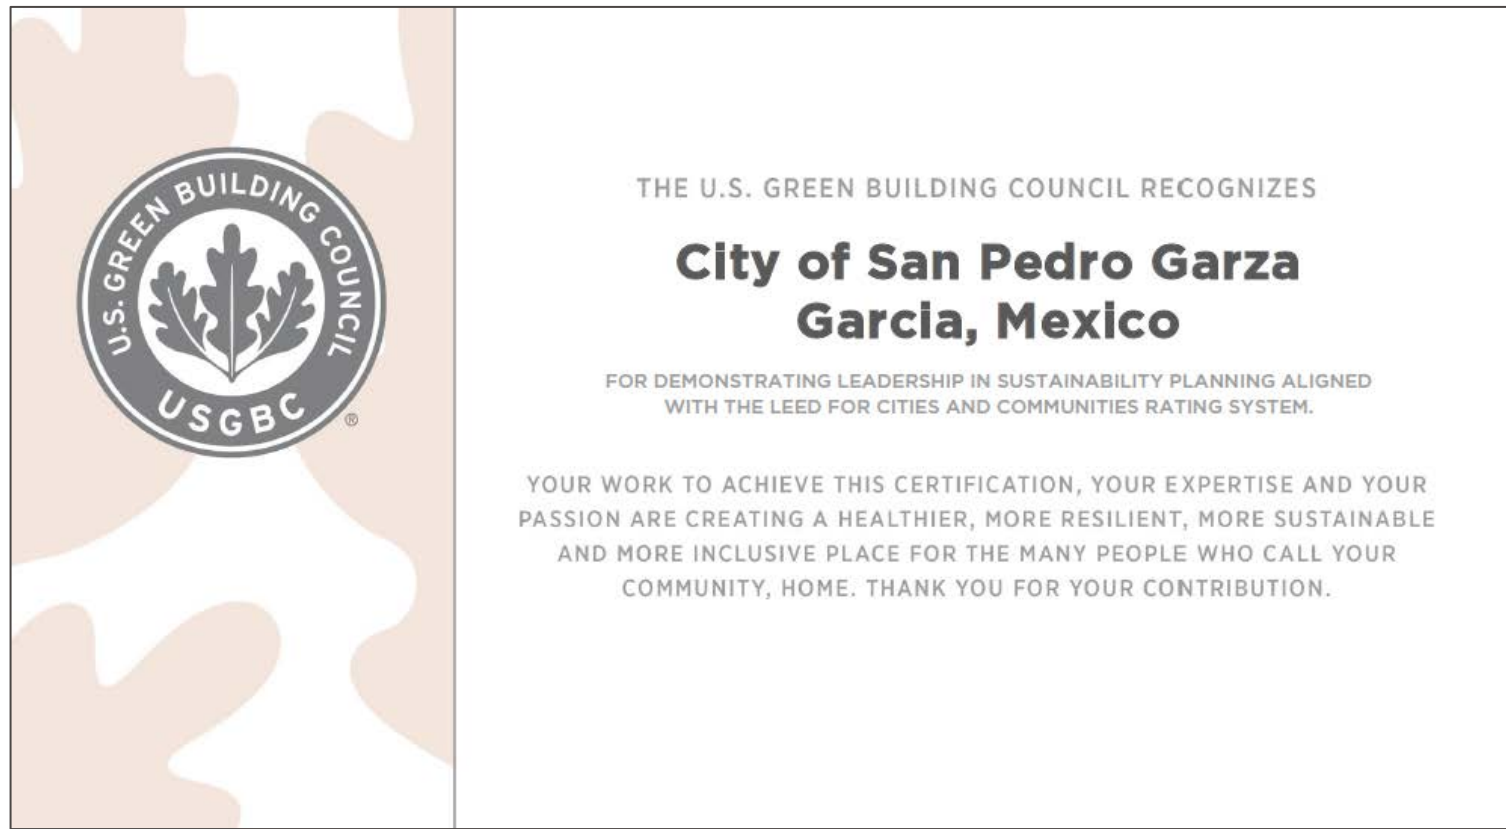 U.S. GREEN BUILDING COUNCIL
USGBC
®
THE U.S. GREEN BUILDING COUNCIL RECOGNIZES
City of San Pedro Garza
Garcia, Mexico
FOR DEMONSTRATING LEADERSHIP IN SUSTAINABILITY PLANNING ALIGNED
WITH THE LEED FOR CITIES AND COMMUNITIES RATING SYSTEM.
YOUR WORK TO ACHIEVE THIS CERTIFICATION, YOUR EXPERTISE AND YOUR
PASSION ARE CREATING A HEALTHIER, MORE RESILIENT, MORE SUSTAINABLE
AND MORE INCLUSIVE PLACE FOR THE MANY PEOPLE WHO CALL YOUR
COMMUNITY, HOME. THANK YOU FOR YOUR CONTRIBUTION.